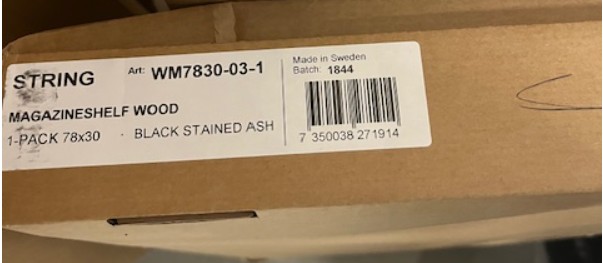 STRING Art: WM7830-03-1
MAGAZINESHELF WOOD
1-PACK 78x30 · BLACK STAINED ASH
Made in Sweden
Batch: 1844
7 350038 271914